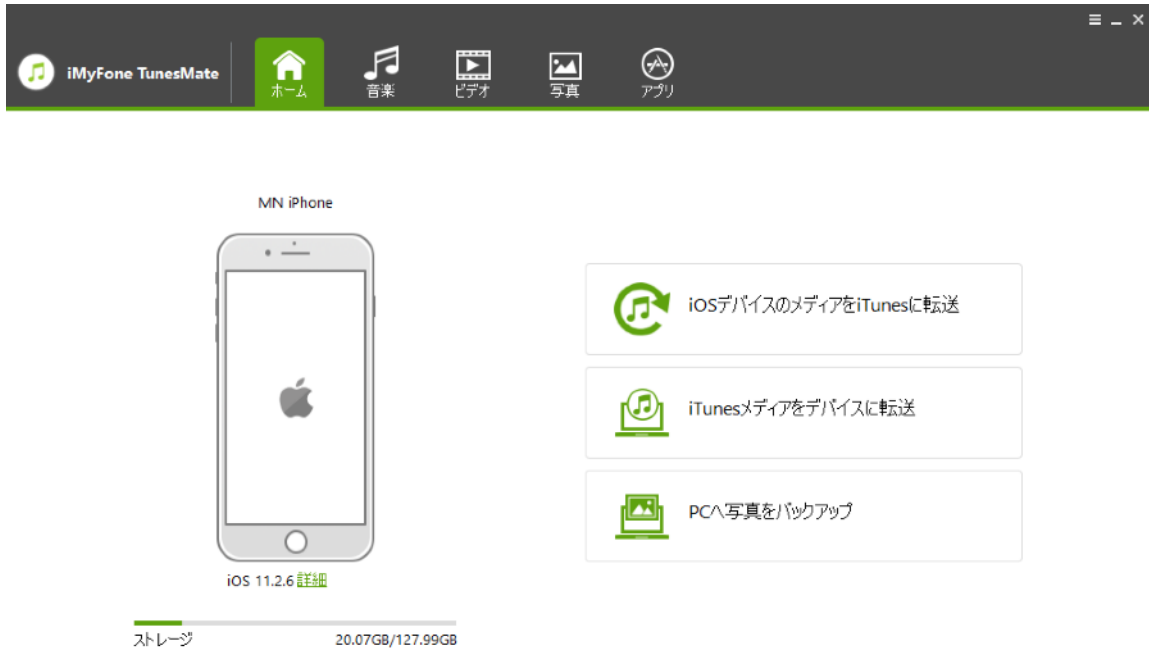 iMyFone TunesMate
ホーム
音楽
ビデオ
写真
アプリ
MN iPhone
iOSデバイスのメディアをiTunesに転送
iTunesメディアをデバイスに転送
PCへ写真をバックアップ
iOS 11.2.6 詳細
ストレージ 20.07GB/127.99GB